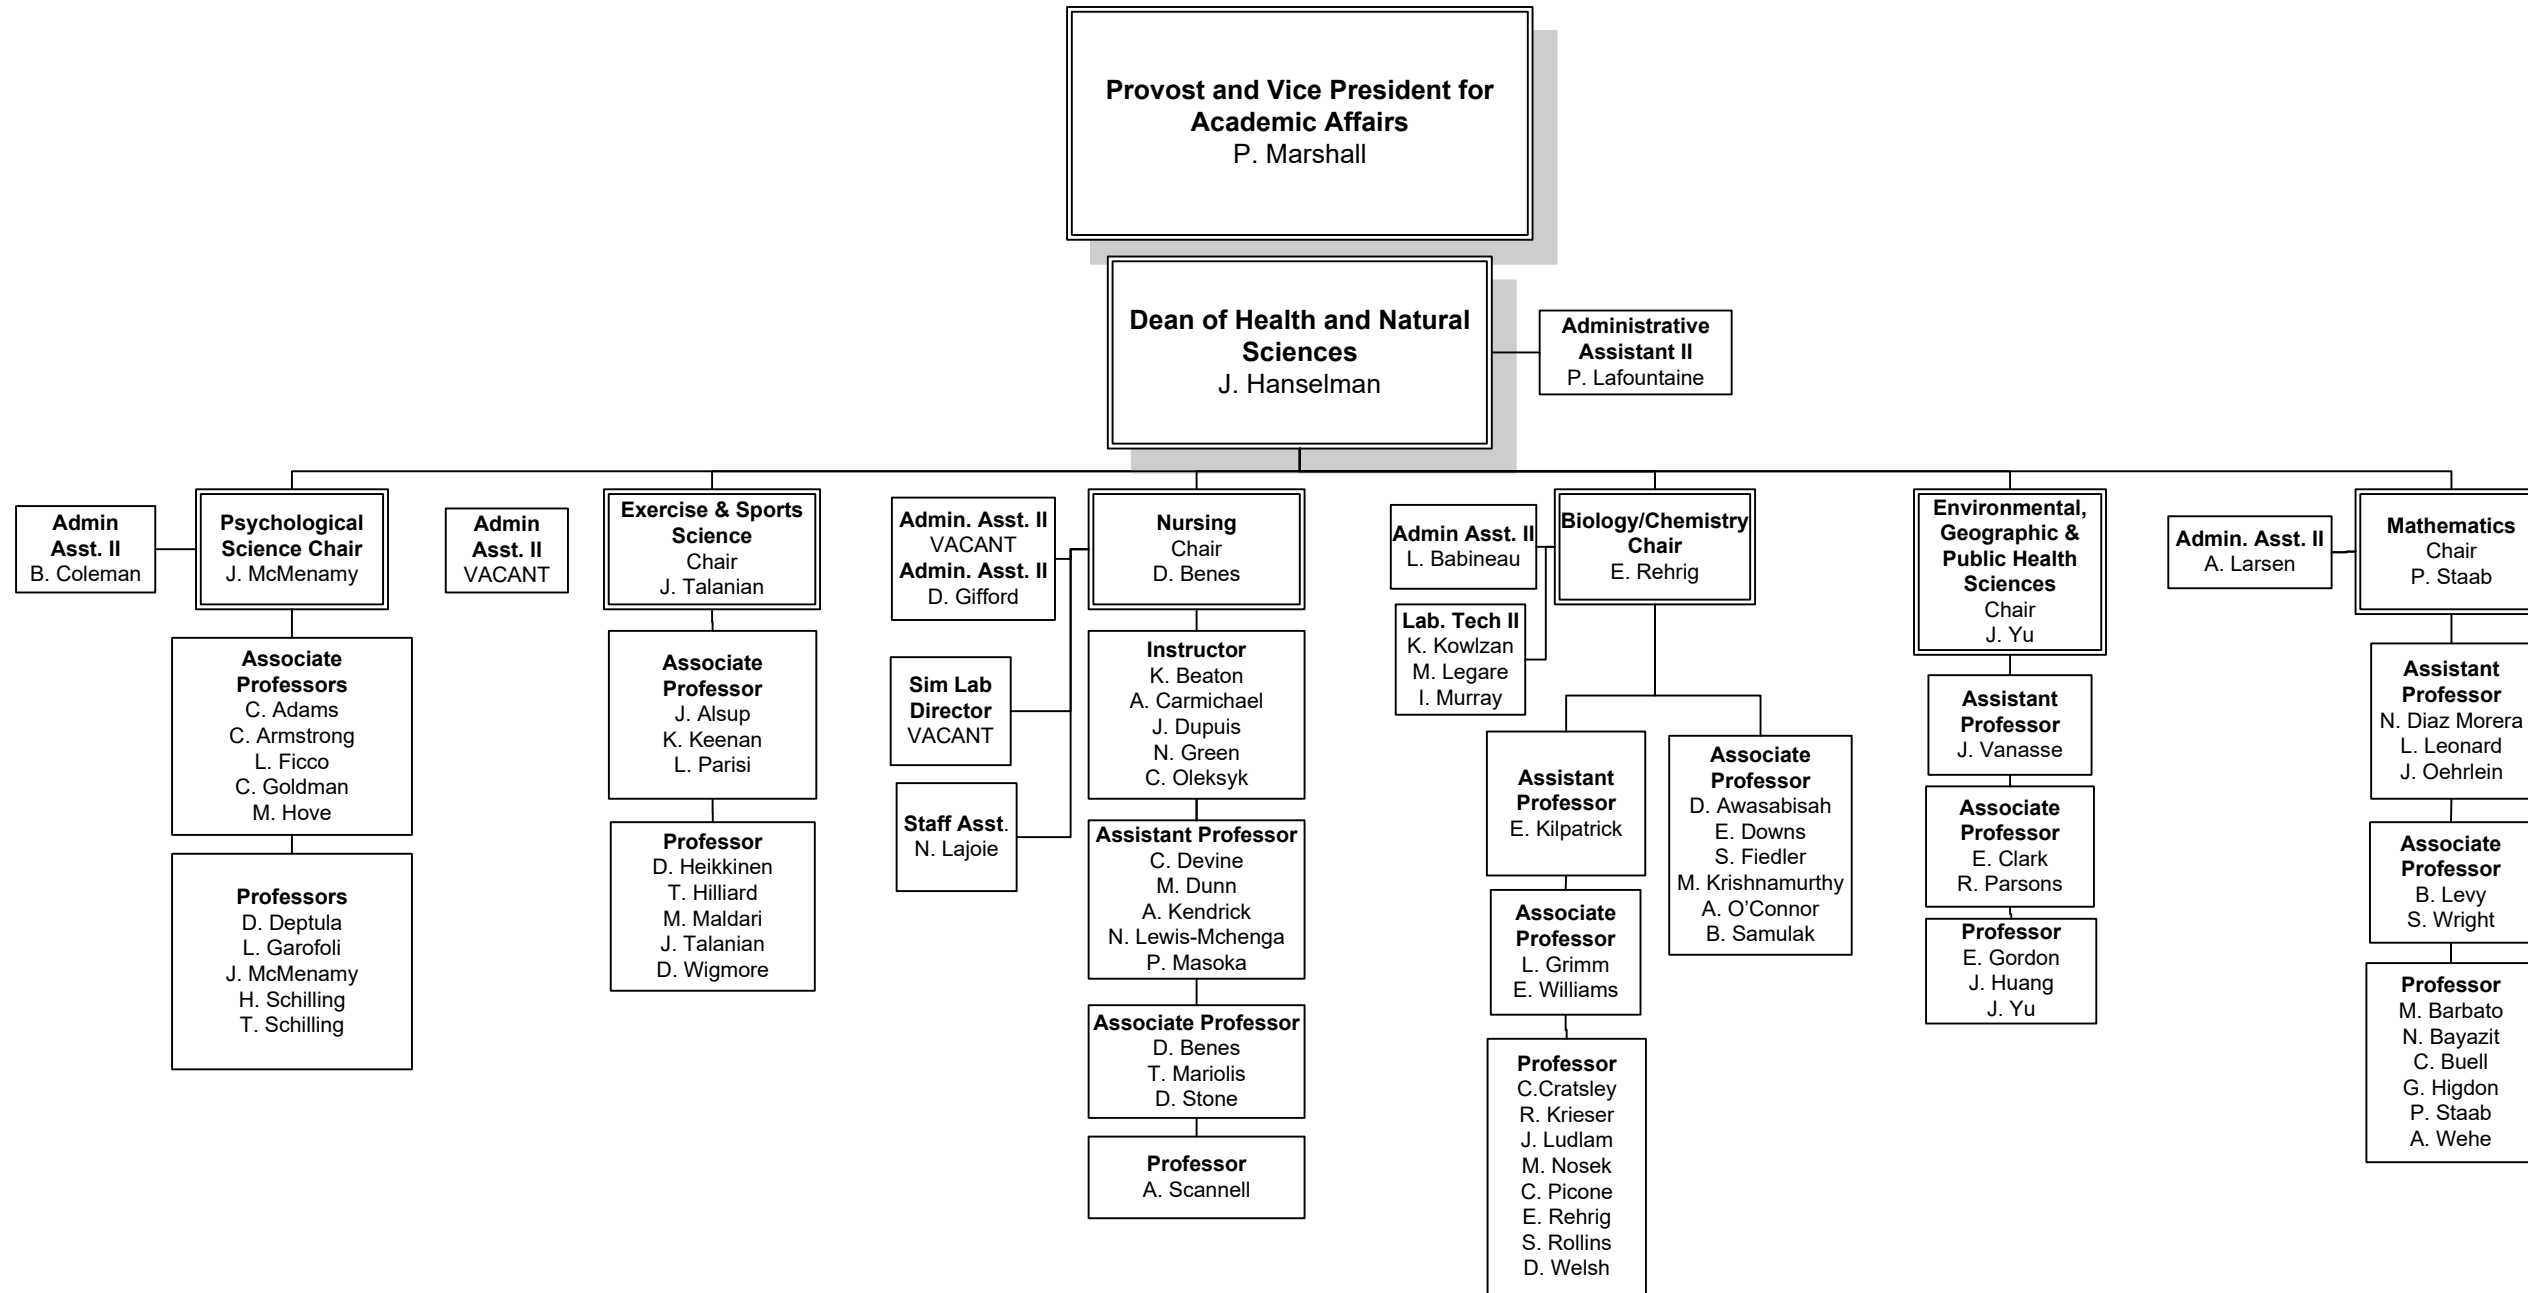 Provost and Vice President for
Academic Affairs
P. Marshall
Dean of Health and Natural
Sciences
J. Hanselman
Administrative
Assistant II
P. Lafountaine
Admin
Asst. II
B. Coleman
Psychological
Science Chair
J. McMenamy
Associate
Professors
C. Adams
C. Armstrong
L. Ficco
C. Goldman
M. Hove
Professors
D. Deptula
L. Garofoli
J. McMenamy
H. Schilling
T. Schilling
Admin
Asst. II
VACANT
Exercise & Sports
Science
Chair
J. Talanian
Associate
Professor
J. Alsup
K. Keenan
L. Parisi
Professor
D. Heikkinen
T. Hilliard
M. Maldari
J. Talanian
D. Wigmore
Admin. Asst. II
VACANT
Admin. Asst. II
D. Gifford
Sim Lab
Director
VACANT
Staff Asst.
N. Lajoie
Nursing
Chair
D. Benes
Instructor
K. Beaton
A. Carmichael
J. Dupuis
N. Green
C. Oleksyk
Assistant Professor
C. Devine
M. Dunn
A. Kendrick
N. Lewis-Mchenga
P. Masoka
Associate Professor
D. Benes
T. Mariolis
D. Stone
Professor
A. Scannell
Admin Asst. II
L. Babineau
Lab. Tech II
K. Kowlzan
M. Legare
I. Murray
Biology/Chemistry
Chair
E. Rehrig
Assistant
Professor
E. Kilpatrick
Associate
Professor
L. Grimm
E. Williams
Professor
C.Cratsley
R. Krieser
J. Ludlam
M. Nosek
C. Picone
E. Rehrig
S. Rollins
D. Welsh
Associate
Professor
D. Awasabisah
E. Downs
S. Fiedler
M. Krishnamurthy
A. O’Connor
B. Samulak
Environmental,
Geographic &
Public Health
Sciences
Chair
J. Yu
Assistant
Professor
J. Vanasse
Associate
Professor
E. Clark
R. Parsons
Professor
E. Gordon
J. Huang
J. Yu
Admin. Asst. II
A. Larsen
Mathematics
Chair
P. Staab
Assistant
Professor
N. Diaz Morera
L. Leonard
J. Oehrlein
Associate
Professor
B. Levy
S. Wright
Professor
M. Barbato
N. Bayazit
C. Buell
G. Higdon
P. Staab
A. Wehe